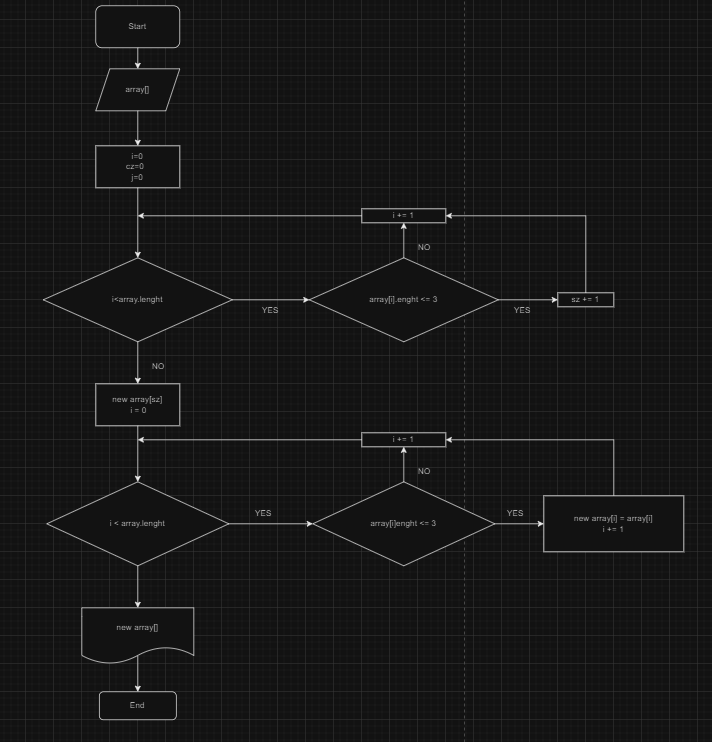 Start
array[]
i=0
cz=0
j=0
i += 1
NO
i<array.lenght
YES
array[i].enght <= 3
YES
sz += 1
NO
new array[sz]
i = 0
i += 1
NO
i < array.lenght
YES
array[i]enght <= 3
YES
new array[i] = array[i]
i += 1
new array[]
End